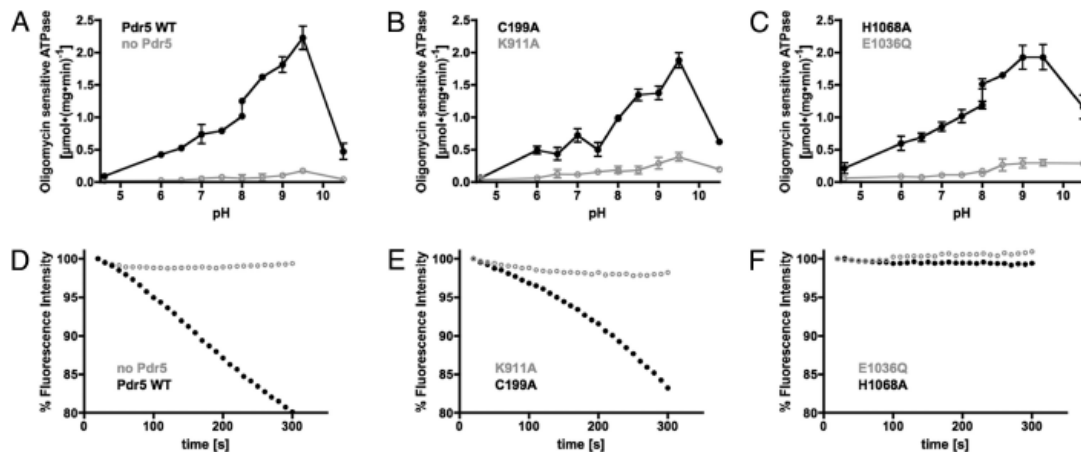 A
Pdr5 WT
no Pdr5
Oligomycin sensitive ATPase
[µmol•(mg•min)⁻¹]
2.5
2.0
1.5
1.0
0.5
0.0
5 6 7 8 9 10
pH
B
C199A
K911A
Oligomycin sensitive ATPase
[µmol•(mg•min)⁻¹]
2.5
2.0
1.5
1.0
0.5
0.0
5 6 7 8 9 10
pH
C
H1068A
E1036Q
Oligomycin sensitive ATPase
[µmol•(mg•min)⁻¹]
2.5
2.0
1.5
1.0
0.5
0.0
5 6 7 8 9 10
pH
D
% Fluorescence Intensity
100
95
90
85
80
no Pdr5
Pdr5 WT
0 100 200 300
time [s]
E
% Fluorescence Intensity
100
95
90
85
80
K911A
C199A
0 100 200 300
time [s]
F
% Fluorescence Intensity
100
95
90
85
80
E1036Q
H1068A
0 100 200 300
time [s]